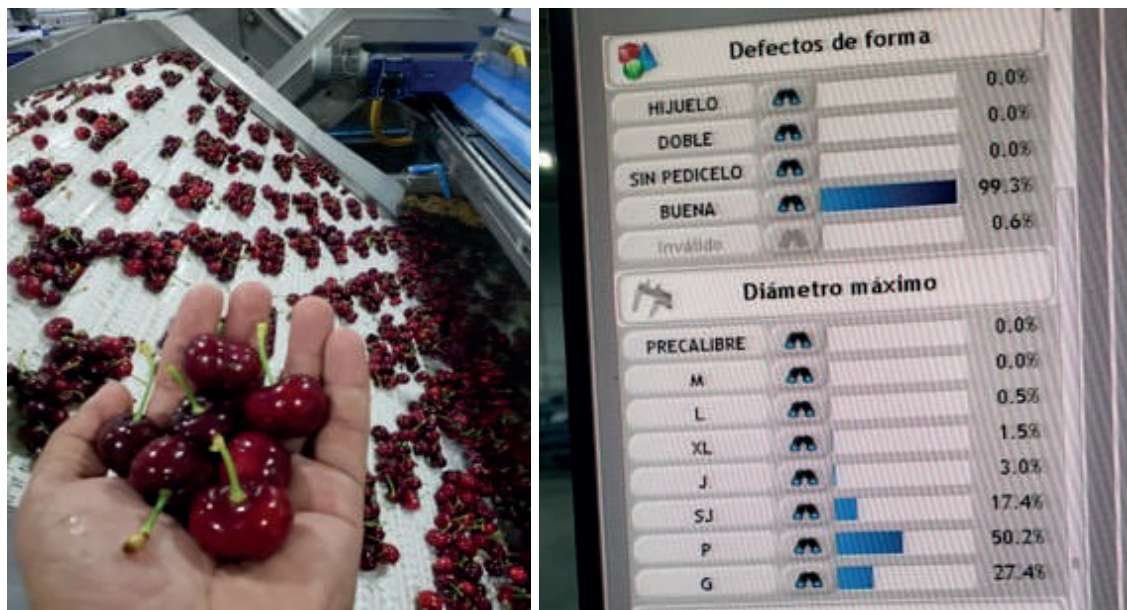 Defectos de forma
HIJUELO 0.0%
DOBLE 0.0%
SIN PEDICELO 0.0%
BUENA 99.3%
Inválido 0.6%
Diámetro máximo
PRECALIBRE 0.0%
M 0.0%
L 0.5%
XL 1.5%
J 3.0%
SJ 17.4%
P 50.2%
G 27.4%